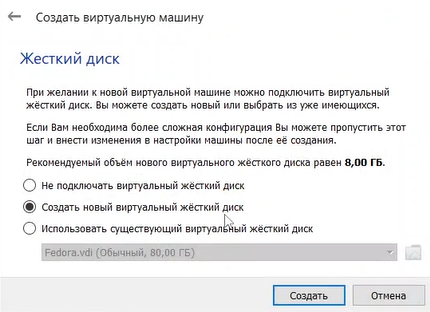 Создать виртуальную машину
Жесткий диск
При желании к новой виртуальной машине можно подключить виртуальный
жёсткий диск. Вы можете создать новый или выбрать из уже имеющихся.
Если Вам необходима более сложная конфигурация Вы можете пропустить этот
шаг и внести изменения в настройки машины после её создания.
Рекомендуемый объём нового виртуального жёсткого диска равен 8,00 ГБ.
Не подключать виртуальный жёсткий диск
Создать новый виртуальный жёсткий диск
Использовать существующий виртуальный жёсткий диск
Fedora.vdi (Обычный, 80,00 ГБ)
Создать
Отмена